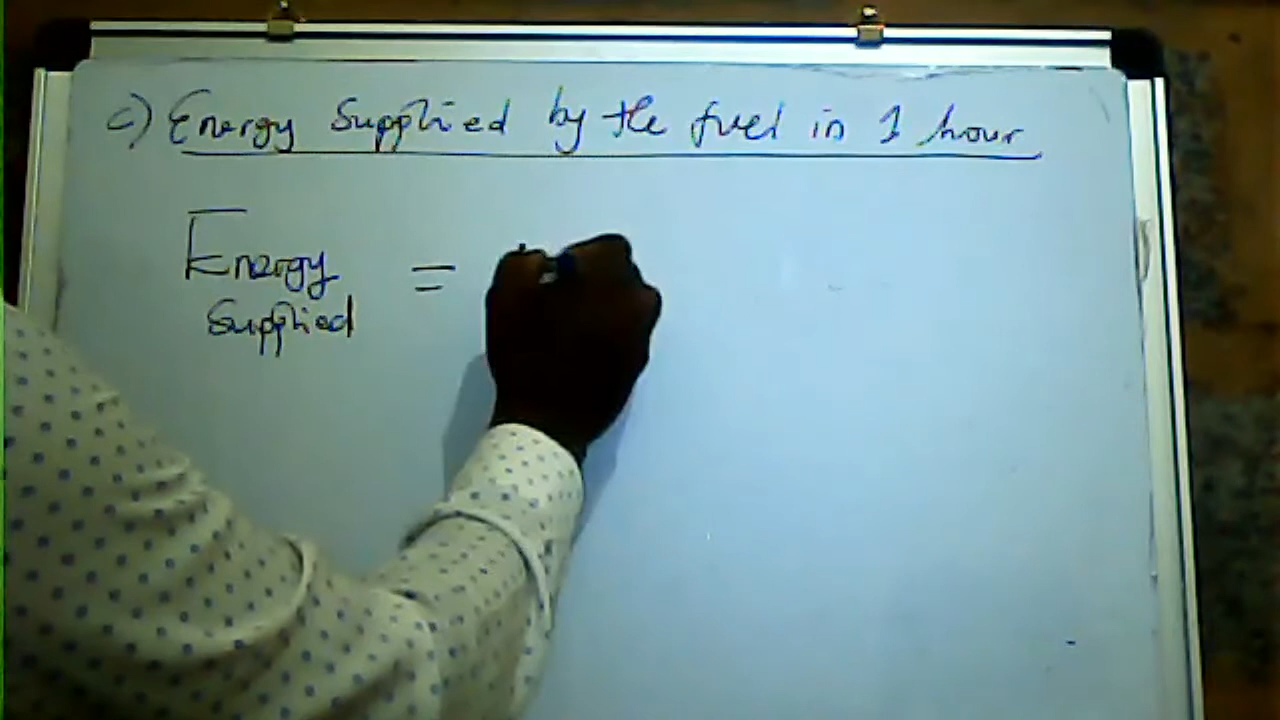 c) Energy Supplied by the fuel in 1 hour
Energy =
Supplied